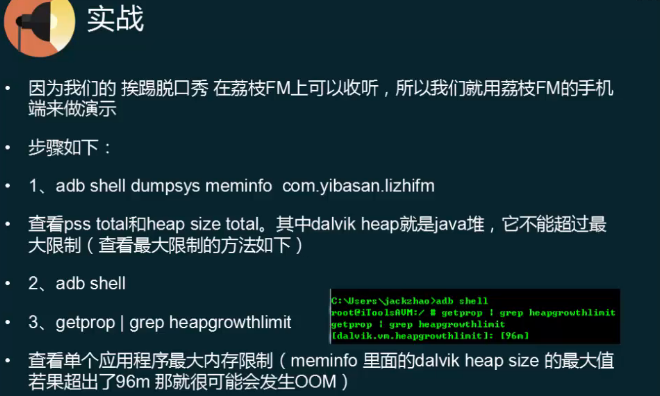 实战
• 因为我们的 挨踢脱口秀 在荔枝FM上可以收听，所以我们就用荔枝FM的手机
端来做演示
• 步骤如下：
• 1、adb shell dumpsys meminfo  com.yibasan.lizhifm
• 查看pss total和heap size total。其中dalvik heap就是java堆，它不能超过最
大限制（查看最大限制的方法如下）
• 2、adb shell
• 3、getprop | grep heapgrowthlimit
C:\Users\jackzhao>adb shell
root@iToolsAVM:/ # getprop | grep heapgrowthlimit
getprop | grep heapgrowthlimit
[dalvik.vm.heapgrowthlimit]: [96m]
• 查看单个应用程序最大内存限制（meminfo 里面的dalvik heap size 的最大值
若果超出了96m 那就很可能会发生OOM）